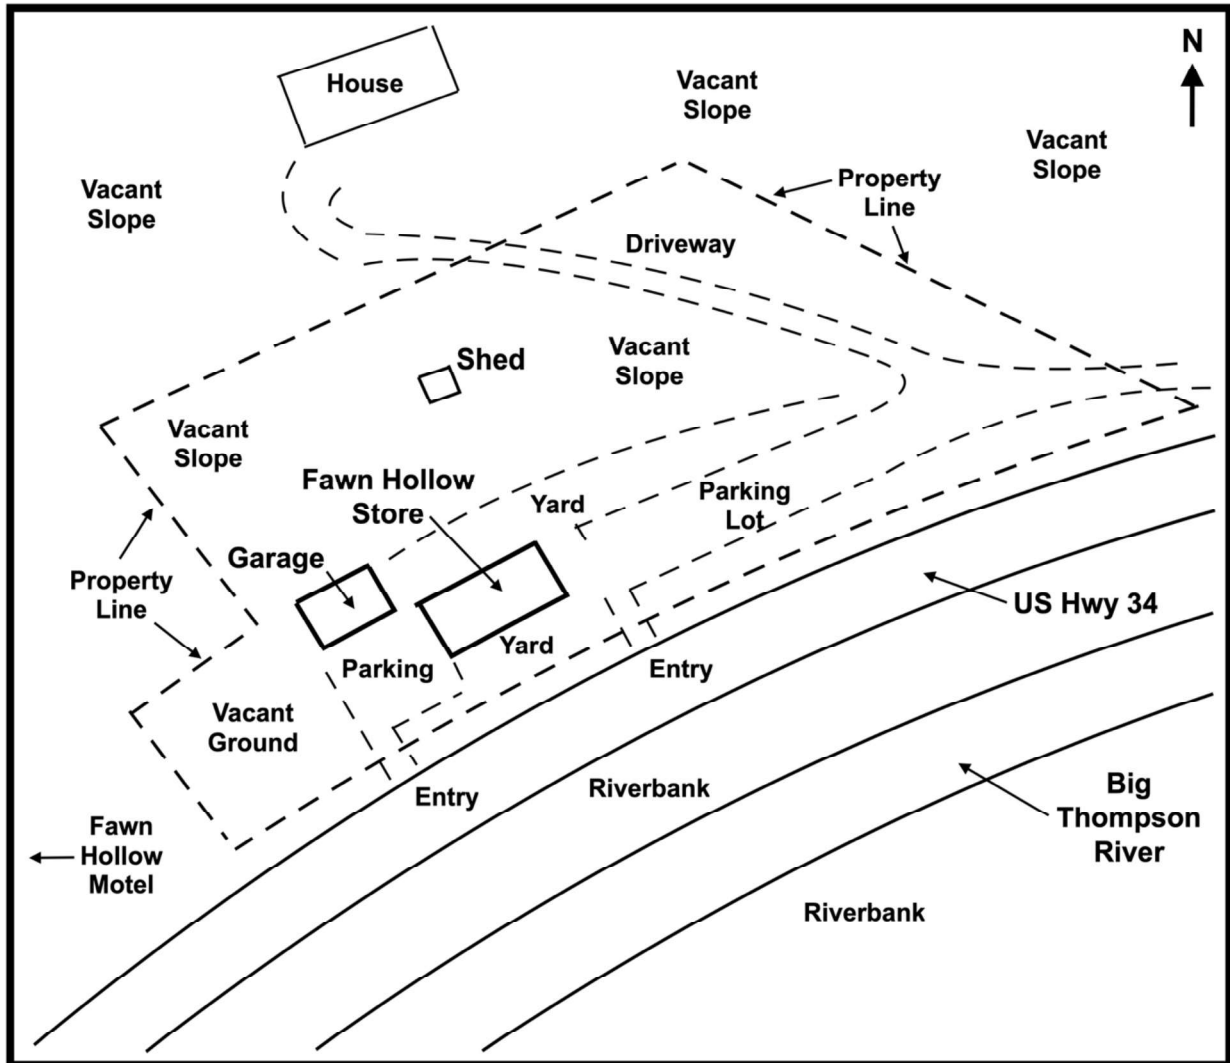 N
House
Vacant
Slope
Vacant
Slope
Vacant
Slope
Property
Line
Driveway
Shed
Vacant
Slope
Vacant
Slope
Fawn Hollow
Store
Yard
Parking
Lot
Garage
Property
Line
US Hwy 34
Yard
Parking
Entry
Vacant
Ground
Entry
Riverbank
Big
Thompson
River
Fawn
Hollow
Motel
Riverbank